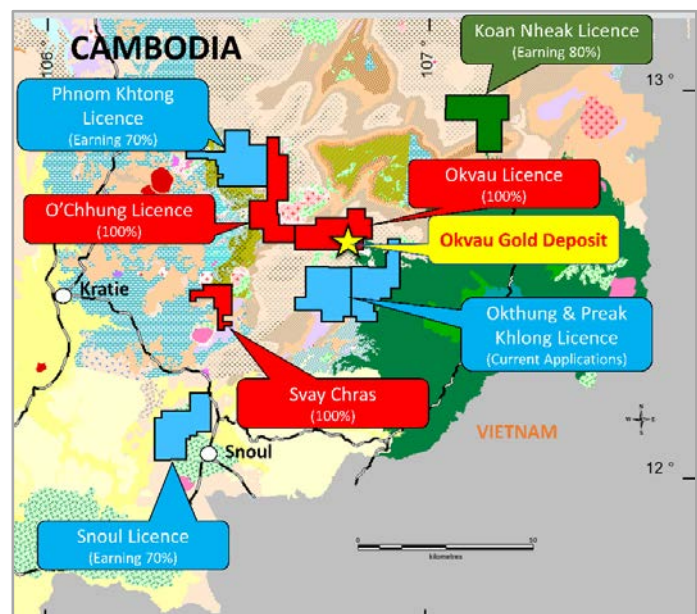 CAMBODIA
106 °
107 °
13 °
Koan Nheak Licence
(Earning 80%)
Phnom Khtong
Licence
(Earning 70%)
Okvau Licence
(100%)
O'Chhung Licence
(100%)
Okvau Gold Deposit
Kratie
Okthung & Preak
Khlong Licence
(Current Applications)
Svay Chras
(100%)
VIETNAM
Snoul
12 °
Snoul Licence
(Earning 70%)
0
50
kilometres